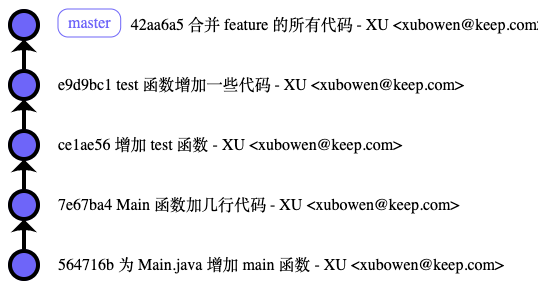 master 42aa6a5 合并 feature 的所有代码 - XU <xubowen@keep.com
e9d9bc1 test 函数增加一些代码 - XU <xubowen@keep.com>
ce1ae56 增加 test 函数 - XU <xubowen@keep.com>
7e67ba4 Main 函数加几行代码 - XU <xubowen@keep.com>
564716b 为 Main.java 增加 main 函数 - XU <xubowen@keep.com>